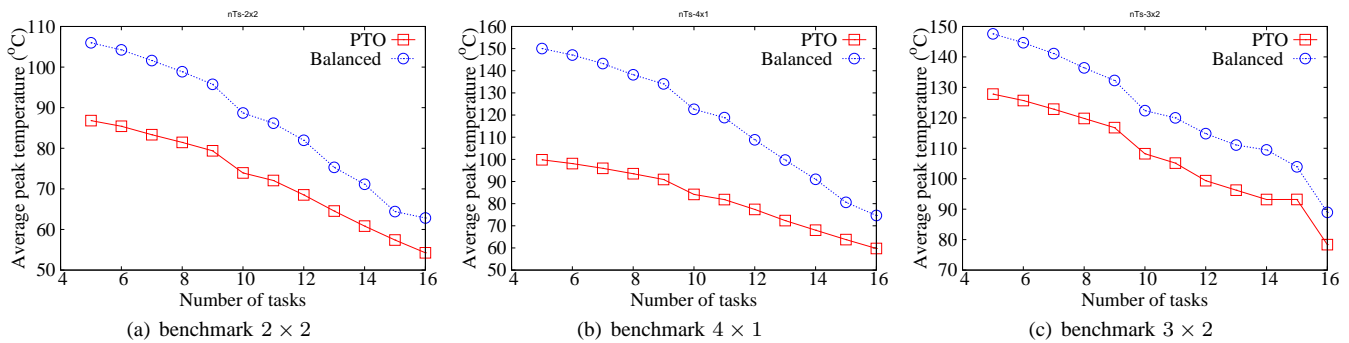 nTs-2x2
110
100
90
80
70
60
50
4
6
8
10
12
14
16
Average peak temperature (°C)
Number of tasks
PTO
Balanced
(a) benchmark 2 × 2
nTs-4x1
160
150
140
130
120
110
100
90
80
70
60
50
4
6
8
10
12
14
16
Average peak temperature (°C)
Number of tasks
PTO
Balanced
(b) benchmark 4 × 1
nTs-3x2
150
140
130
120
110
100
90
80
70
4
6
8
10
12
14
16
Average peak temperature (°C)
Number of tasks
PTO
Balanced
(c) benchmark 3 × 2